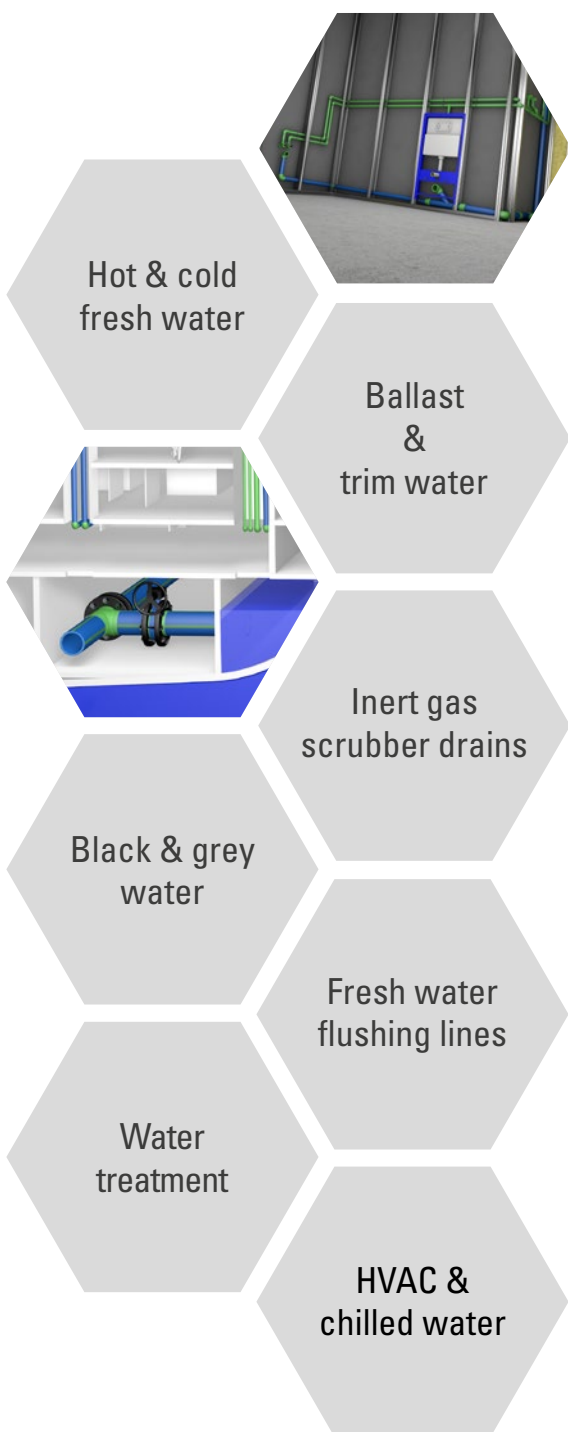 Hot & cold
fresh water
Ballast
&
trim water
Inert gas
scrubber drains
Black & grey
water
Fresh water
flushing lines
Water
treatment
HVAC &
chilled water